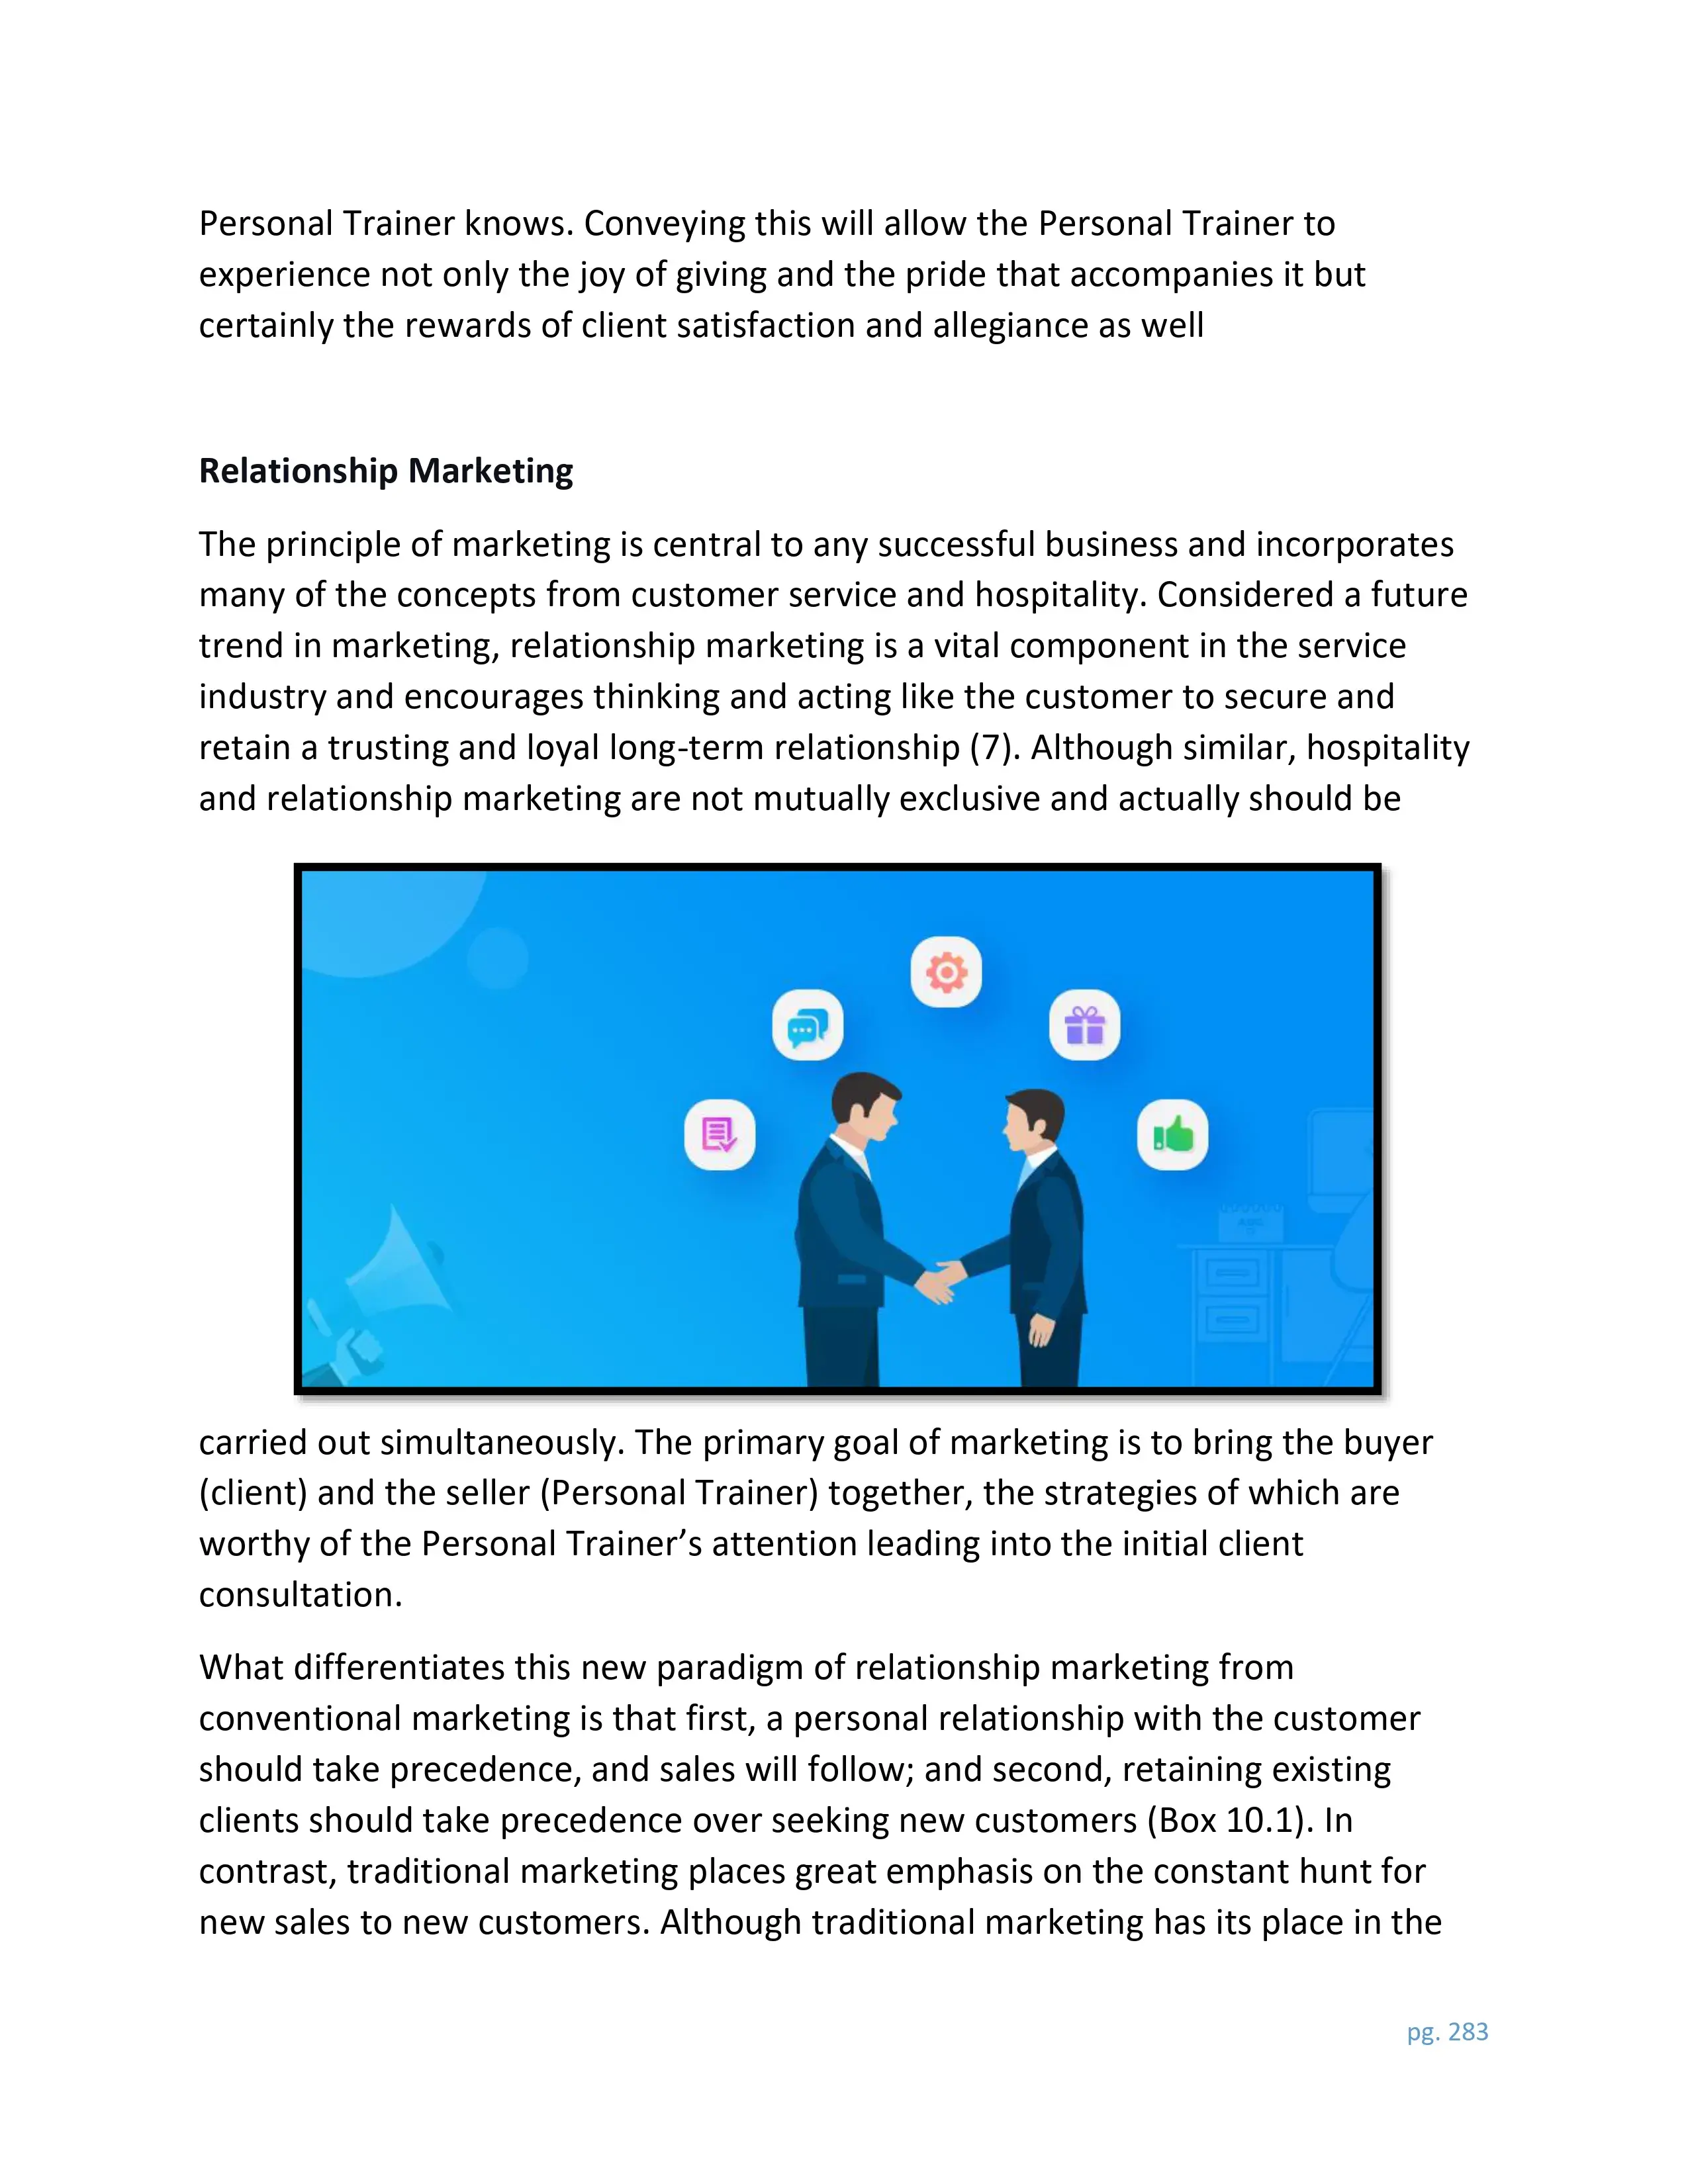 Personal Trainer knows. Conveying this will allow the Personal Trainer to
experience not only the joy of giving and the pride that accompanies it but
certainly the rewards of client satisfaction and allegiance as well
Relationship Marketing
The principle of marketing is central to any successful business and incorporates
many of the concepts from customer service and hospitality. Considered a future
trend in marketing, relationship marketing is a vital component in the service
industry and encourages thinking and acting like the customer to secure and
retain a trusting and loyal long-term relationship (7). Although similar, hospitality
and relationship marketing are not mutually exclusive and actually should be
AUG
carried out simultaneously. The primary goal of marketing is to bring the buyer
(client) and the seller (Personal Trainer) together, the strategies of which are
worthy of the Personal Trainer’s attention leading into the initial client
consultation.
What differentiates this new paradigm of relationship marketing from
conventional marketing is that first, a personal relationship with the customer
should take precedence, and sales will follow; and second, retaining existing
clients should take precedence over seeking new customers (Box 10.1). In
contrast, traditional marketing places great emphasis on the constant hunt for
new sales to new customers. Although traditional marketing has its place in the
pg. 283